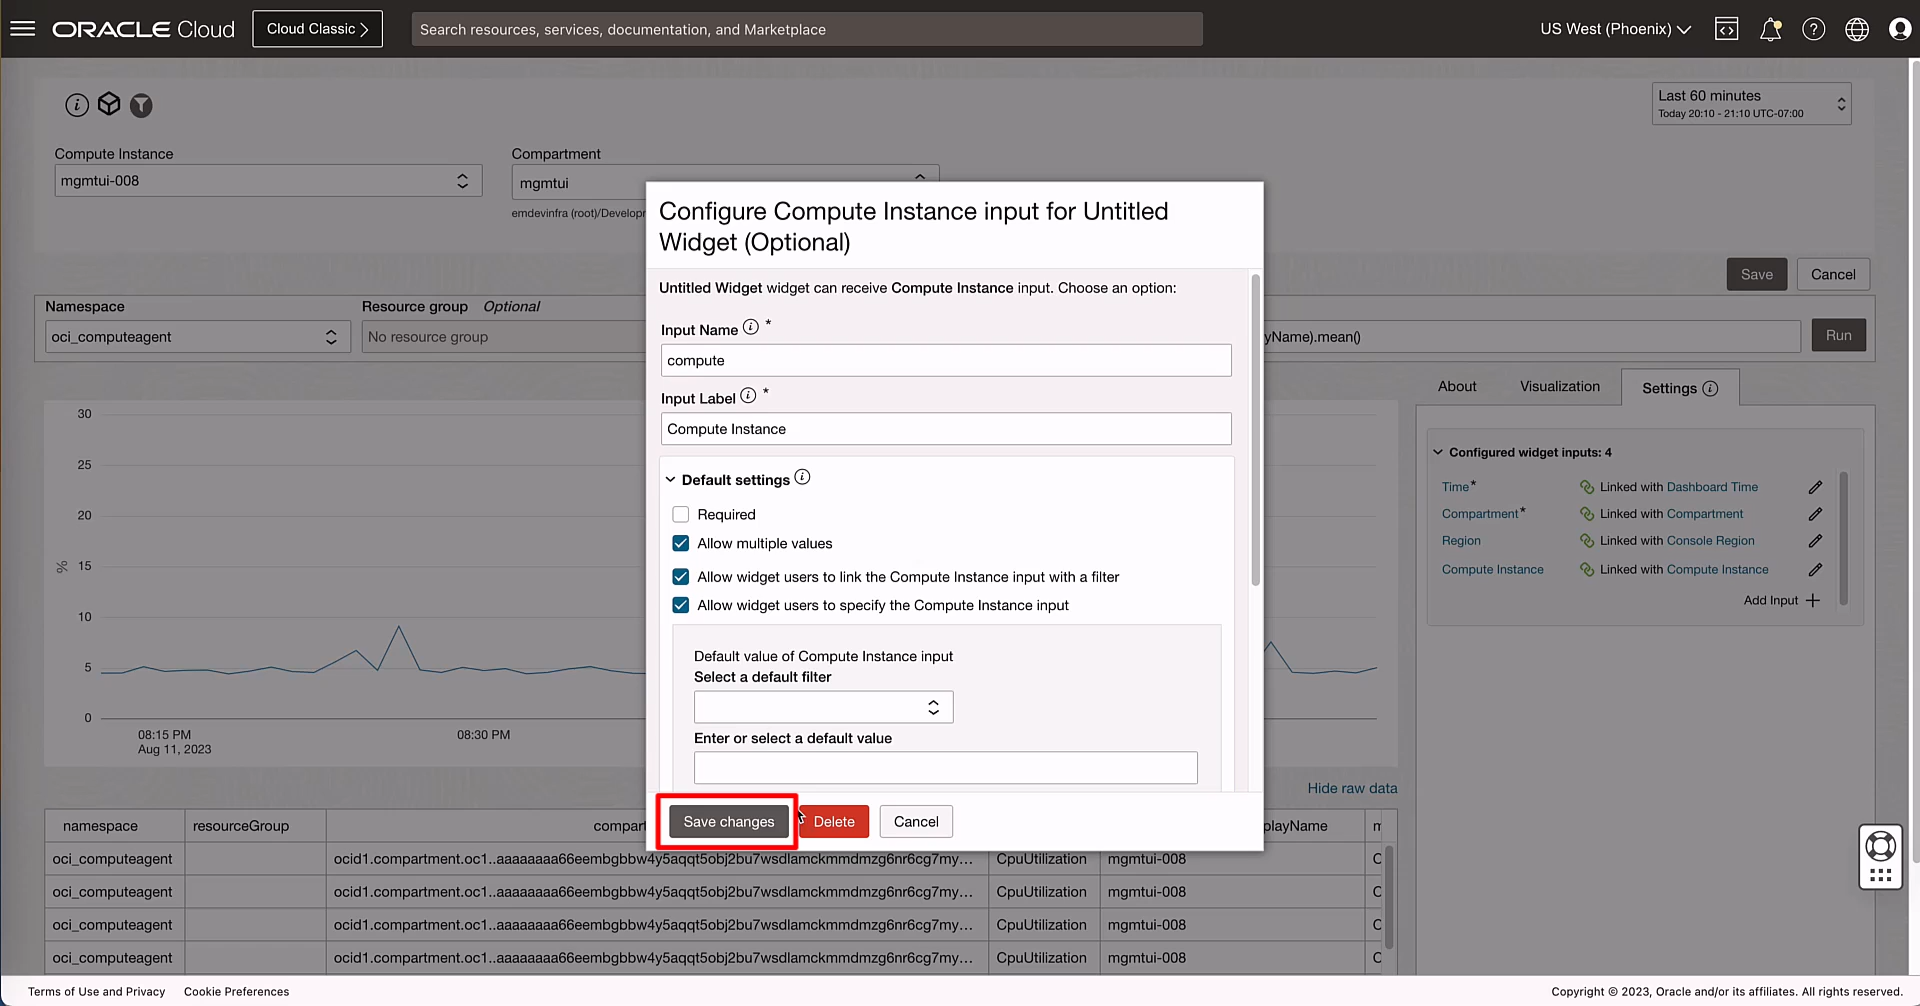 ORACLE Cloud
Cloud Classic
Search resources, services, documentation, and Marketplace
US West (Phoenix)
Last 60 minutes
Today 20:10 - 21:10 UTC-07:00
Compute Instance
mgmtui-008
Compartment
mgmtui
emdevinfra (root)/Develop
Save
Cancel
Namespace
oci_computeagent
Resource group Optional
No resource group
yName).mean()
Run
Configure Compute Instance input for Untitled
Widget (Optional)
Untitled Widget widget can receive Compute Instance input. Choose an option:
Input Name *
compute
Input Label *
Compute Instance
Default settings
Required
Allow multiple values
Allow widget users to link the Compute Instance input with a filter
Allow widget users to specify the Compute Instance input
Default value of Compute Instance input
Select a default filter
Enter or select a default value
Save changes
Delete
Cancel
About
Visualization
Settings
Configured widget inputs: 4
Time* Linked with Dashboard Time
Compartment* Linked with Compartment
Region Linked with Console Region
Compute Instance Linked with Compute Instance
Add Input
30
25
20
%
15
10
5
0
08:15 PM
Aug 11, 2023
08:30 PM
Hide raw data
namespace resourceGroup compar playName m
oci_computeagent ocid1.compartment.oc1..aaaaaaaa66eembgbbw4y5aqqt5obj2bu7wsdlamckmmdmzg6nr6cg7my... CpuUtilization mgmtui-008 C
oci_computeagent ocid1.compartment.oc1..aaaaaaaa66eembgbbw4y5aqqt5obj2bu7wsdlamckmmdmzg6nr6cg7my... CpuUtilization mgmtui-008 C
oci_computeagent ocid1.compartment.oc1..aaaaaaaa66eembgbbw4y5aqqt5obj2bu7wsdlamckmmdmzg6nr6cg7my... CpuUtilization mgmtui-008 C
oci_computeagent ocid1.compartment.oc1..aaaaaaaa66eembgbbw4y5aqqt5obj2bu7wsdlamckmmdmzg6nr6cg7my... CpuUtilization mgmtui-008 C
Terms of Use and Privacy
Cookie Preferences
Copyright © 2023, Oracle and/or its affiliates. All rights reserved.